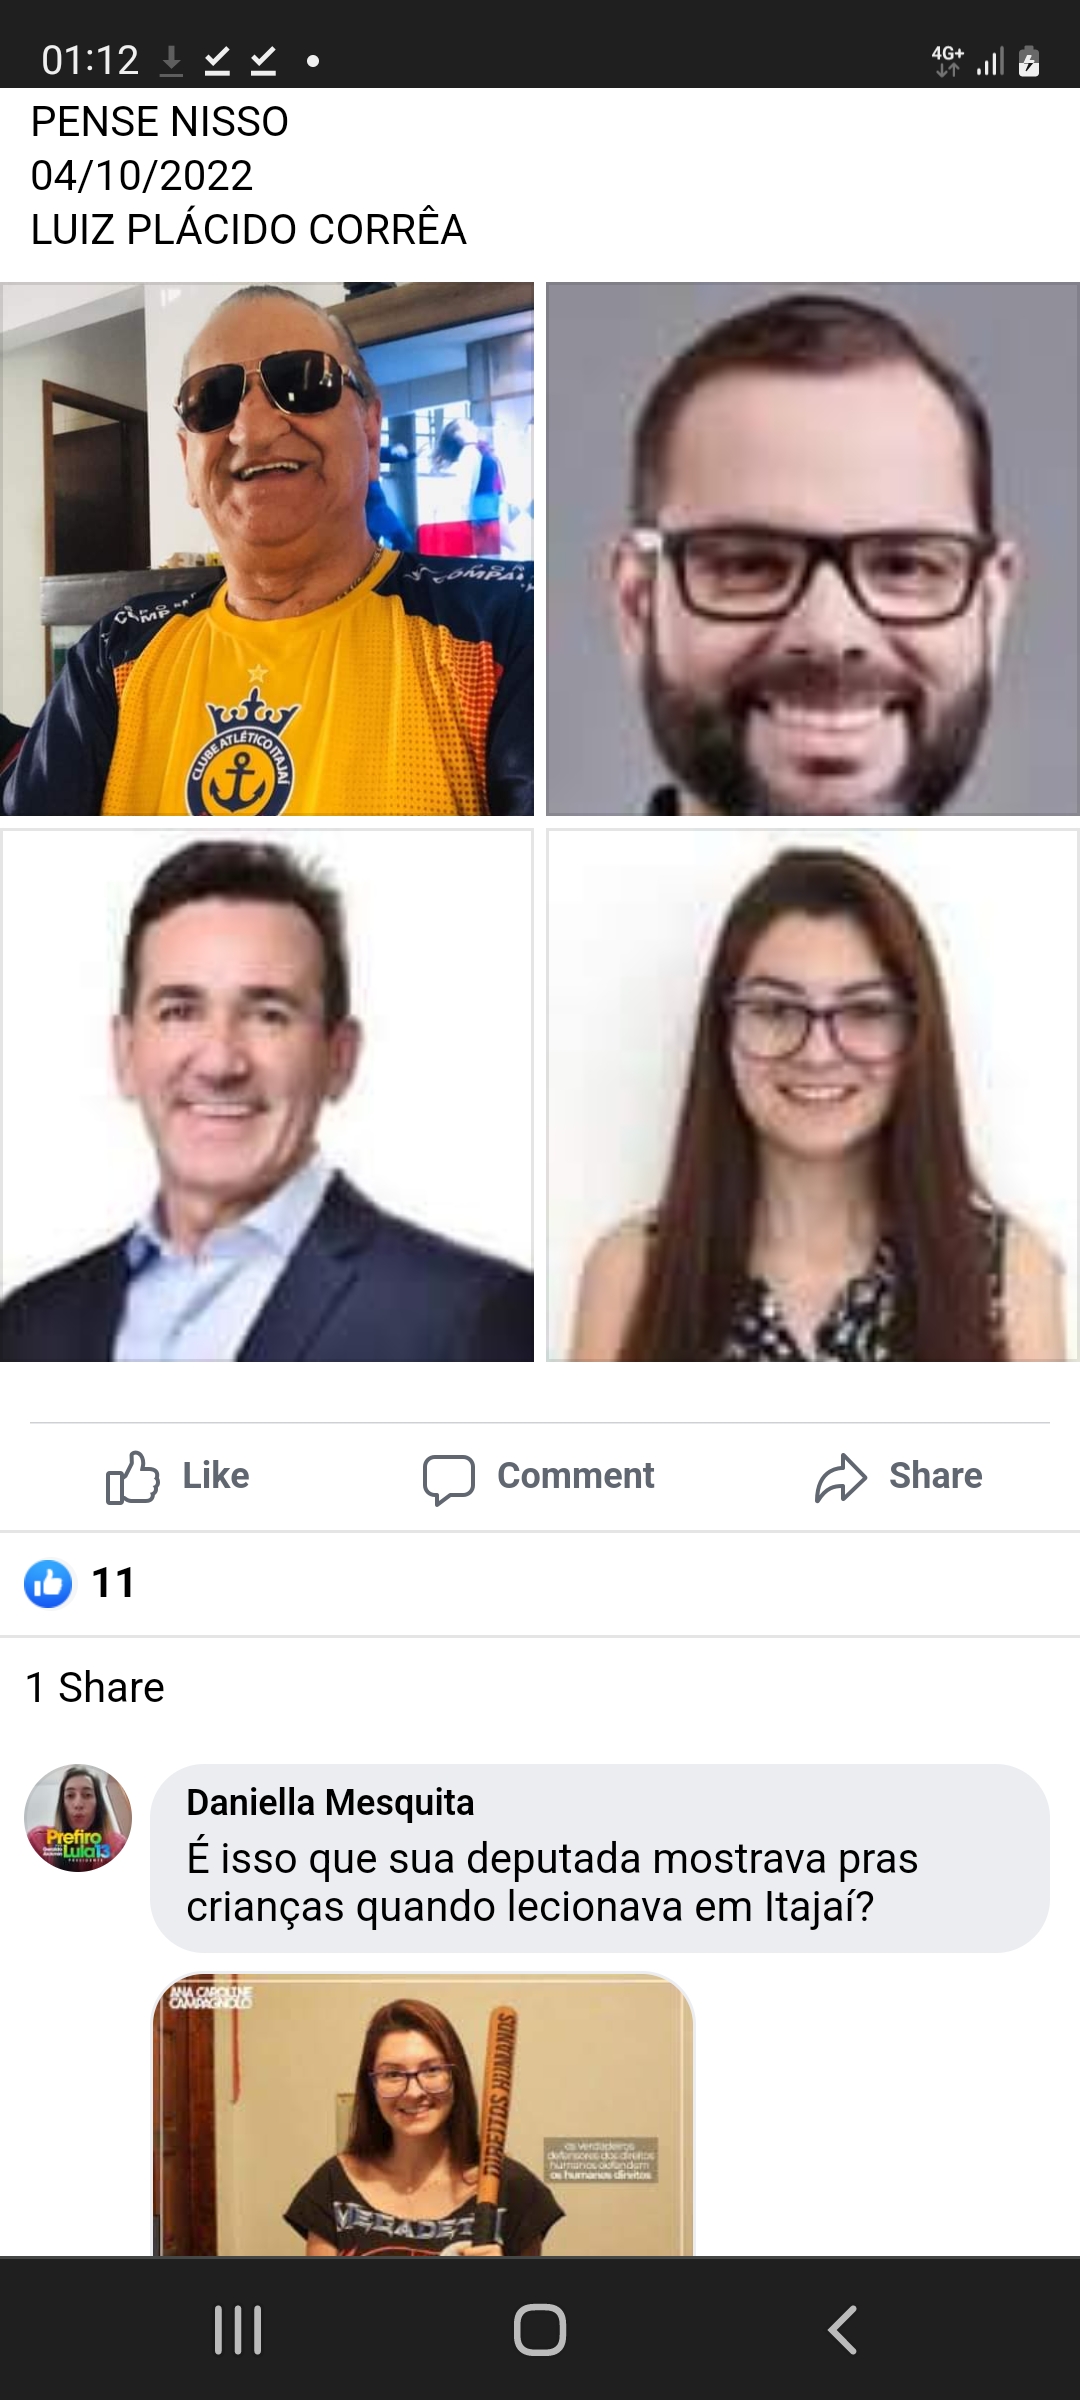 01:12
4G+
PENSE NISSO
04/10/2022
LUIZ PLÁCIDO CORRÊA
CLUBE ATLÉTICO ITAJAÍ
Like
Comment
Share
11
1 Share
Daniella Mesquita
É isso que sua deputada mostrava pras
crianças quando lecionava em Itajaí?
Prefiro
Lula13
ANA CAROLINE
CAMPAGNOLO
DIREITOS HUMANOS
os verdadeiros
defensores dos direitos
humanos defendem
os humanos direitos